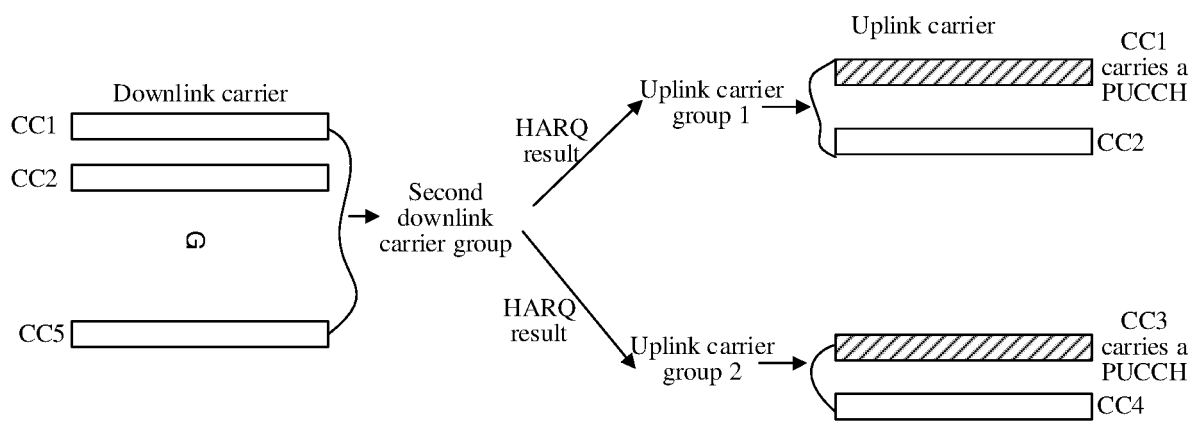 Uplink carrier
CC1
carries a
PUCCH
Downlink carrier
CC1
CC2
G
CC5
Second
downlink
carrier group
HARQ
result
HARQ
result
Uplink carrier
group 1
CC2
Uplink carrier
group 2
CC3
carries a
PUCCH
CC4